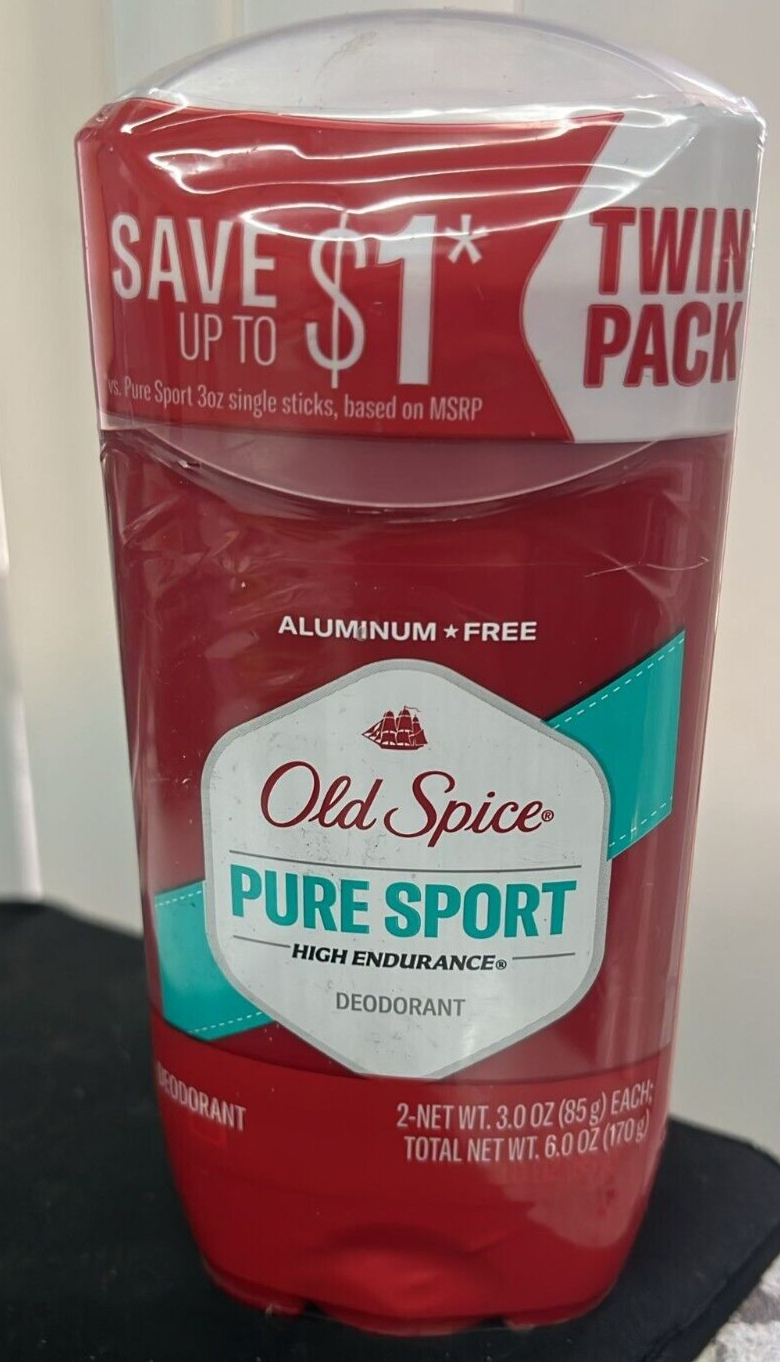 SAVE
UP TO
$1*
TWIN
PACK
vs. Pure Sport 3oz single sticks, based on MSRP
ALUMINUM ★ FREE
Old Spice®
PURE SPORT
HIGH ENDURANCE®
DEODORANT
DEODORANT
2-NET WT. 3.0 OZ (85 g) EACH;
TOTAL NET WT. 6.0 OZ (170 g)